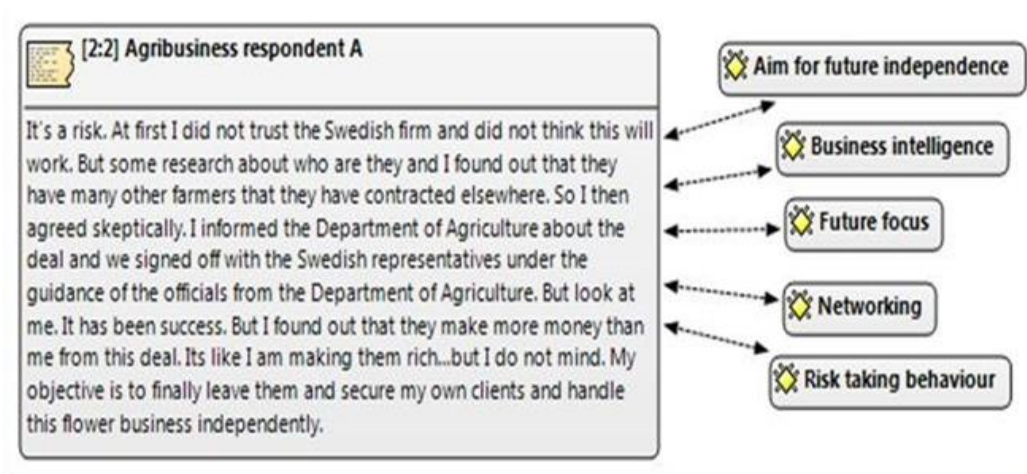 [2:2] Agribusiness respondent A
It's a risk. At first I did not trust the Swedish firm and did not think this will
work. But some research about who are they and I found out that they
have many other farmers that they have contracted elsewhere. So I then
agreed skeptically. I informed the Department of Agriculture about the
deal and we signed off with the Swedish representatives under the
guidance of the officials from the Department of Agriculture. But look at
me. It has been success. But I found out that they make more money than
me from this deal. Its like I am making them rich...but I do not mind. My
objective is to finally leave them and secure my own clients and handle
this flower business independently.
Aim for future independence
Business intelligence
Future focus
Networking
Risk taking behaviour